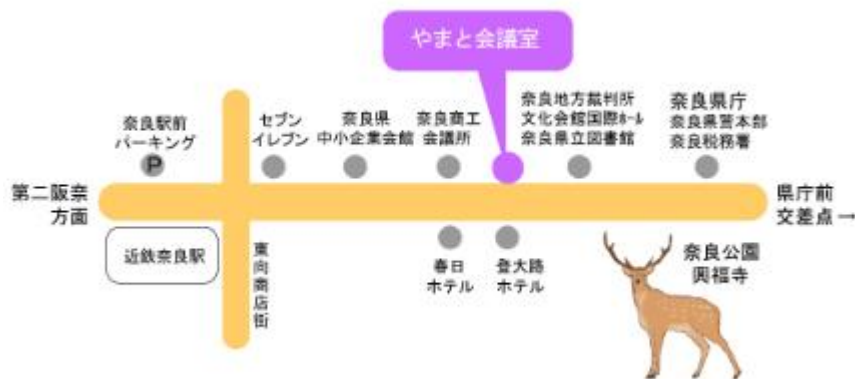 やまと会議室
奈良駅前
パーキング
P
セブン
イレブン
奈良県
中小企業会館
奈良商工
会議所
奈良地方裁判所
文化会館国際ホール
奈良県立図書館
奈良県庁
奈良県警本部
奈良税務署
第二阪奈
方面
県庁前
交差点→
近鉄奈良駅
東向商店街
春日
ホテル
登大路
ホテル
奈良公園
興福寺